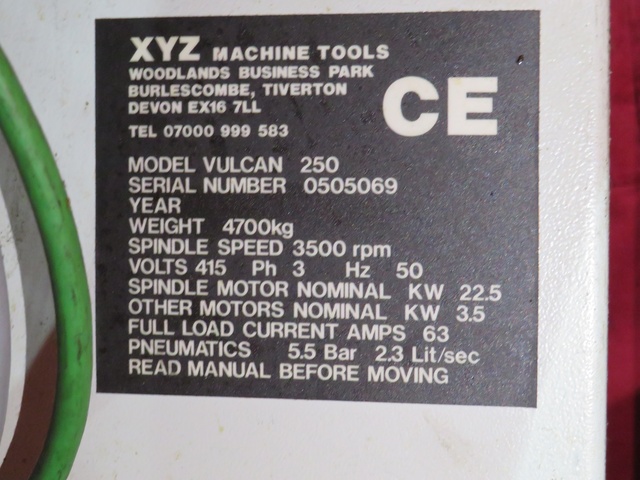 XYZ MACHINE TOOLS
WOODLANDS BUSINESS PARK
BURLESCOMBE, TIVERTON
DEVON EX16 7LL
TEL 07000 999 583
CE
MODEL VULCAN 250
SERIAL NUMBER 0505069
YEAR
WEIGHT 4700kg
SPINDLE SPEED 3500 rpm
VOLTS 415 Ph 3 Hz 50
SPINDLE MOTOR NOMINAL KW 22.5
OTHER MOTORS NOMINAL KW 3.5
FULL LOAD CURRENT AMPS 63
PNEUMATICS 5.5 Bar 2.3 Lit/sec
READ MANUAL BEFORE MOVING